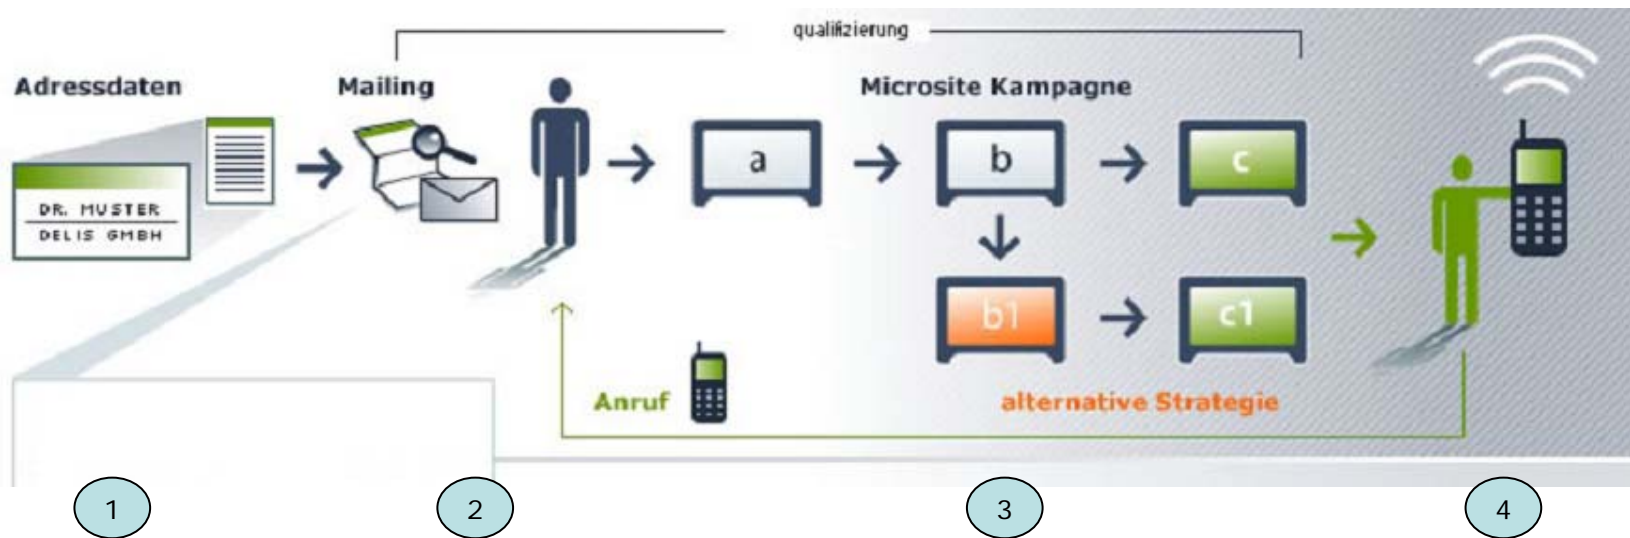 qualifizierung
Adressdaten
Mailing
Microsite Kampagne
DR. MUSTER
DELIS GMBH
a
b
c
b1
c1
Anruf
alternative Strategie
1
2
3
4